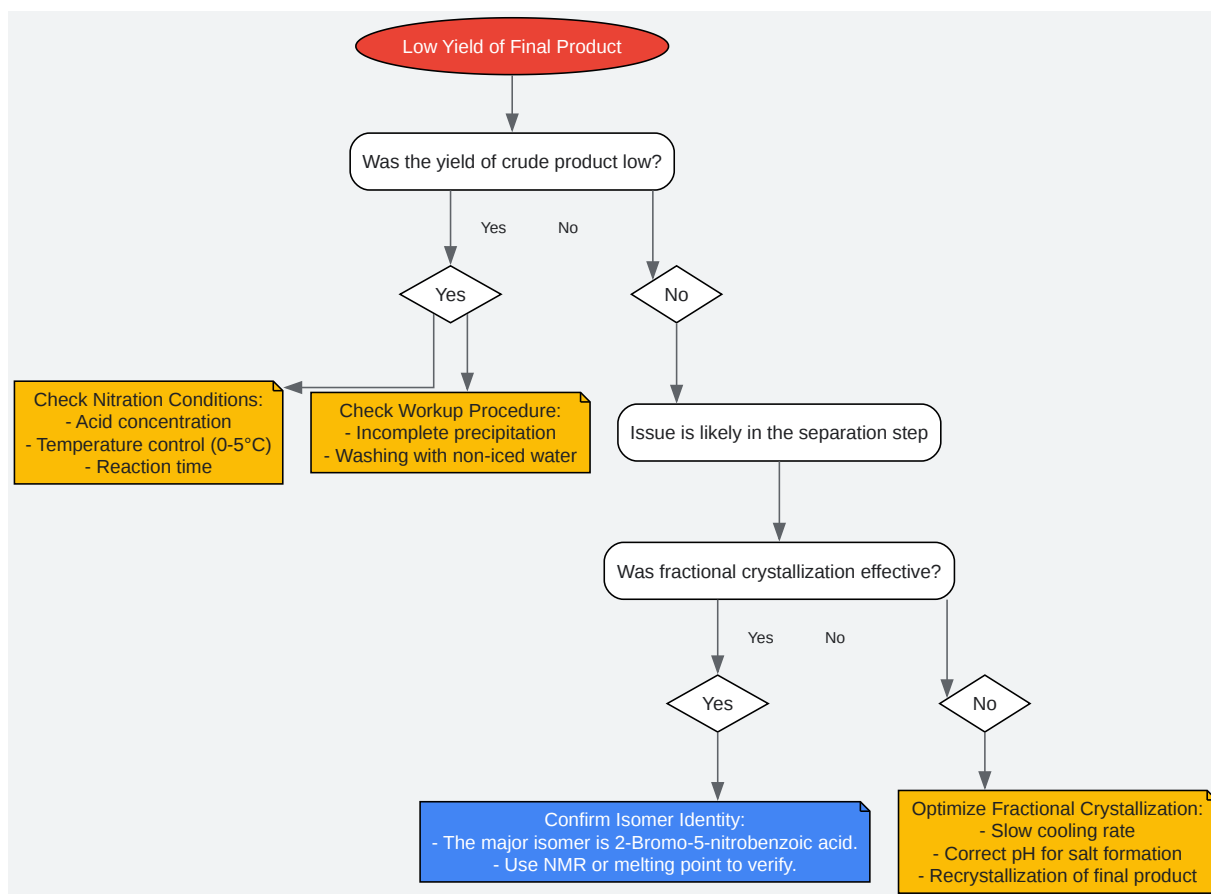 Low Yield of Final Product
Was the yield of crude product low?
Yes
No
Yes
No
Check Nitration Conditions:
- Acid concentration
- Temperature control (0-5°C)
- Reaction time
Check Workup Procedure:
- Incomplete precipitation
- Washing with non-iced water
Issue is likely in the separation step
Was fractional crystallization effective?
Yes
No
Yes
No
Confirm Isomer Identity:
- The major isomer is 2-Bromo-5-nitrobenzoic acid.
- Use NMR or melting point to verify.
Optimize Fractional Crystallization:
- Slow cooling rate
- Correct pH for salt formation
- Recrystallization of final product